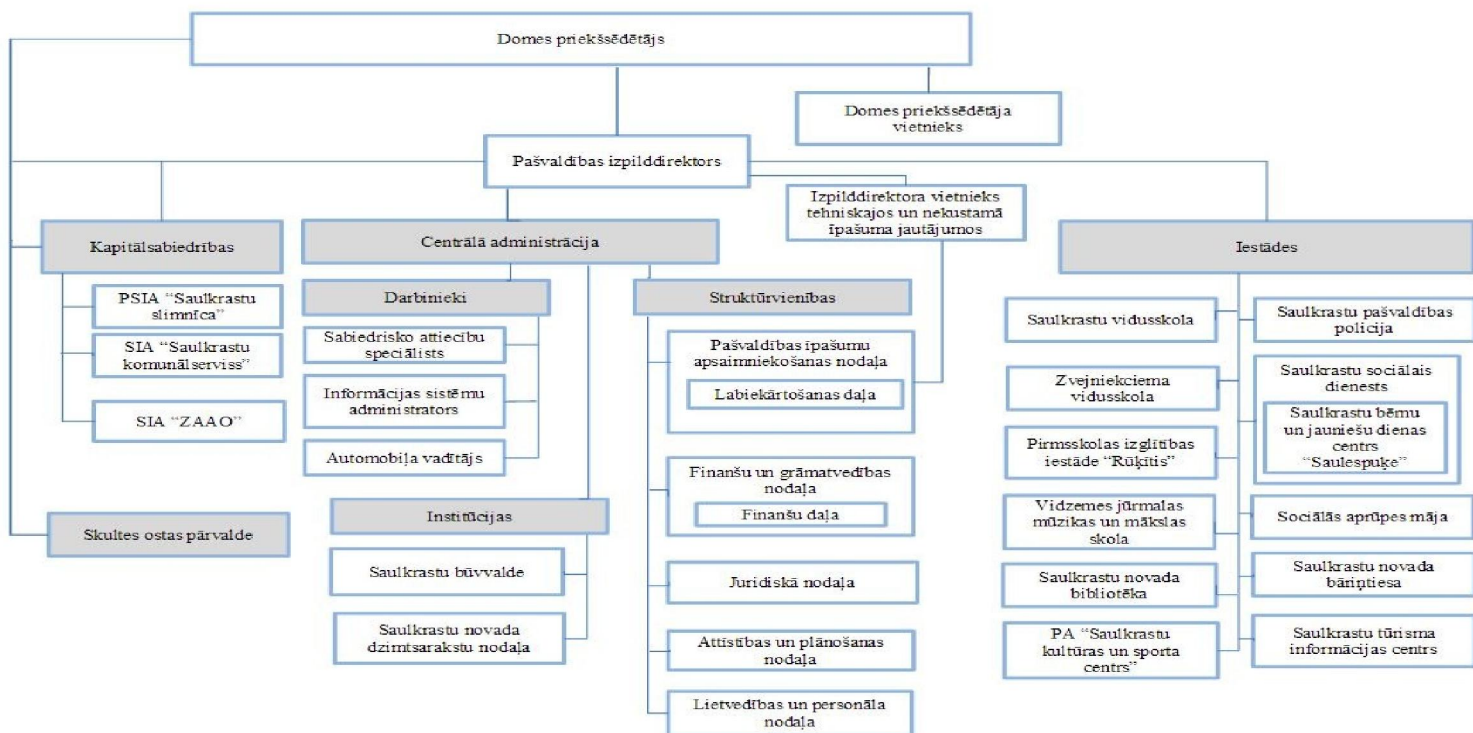 Domes priekšsēdētājs
Domes priekšsēdētāja
vietnieks
Pašvaldības izpilddirektors
Izpilddirektora vietnieks
tehniskajos un nekustamā
īpašuma jautājumos
Kapitālsabiedrības
PSIA “Saulkrastu
slimnīca”
SIA “Saulkrastu
komunālserviss”
SIA “ZAAO”
Skultes ostas pārvalde
Centrālā administrācija
Darbinieki
Sabiedrisko attiecību
speciālists
Informācijas sistēmu
administrators
Automobiļa vadītājs
Institūcijas
Saulkrastu būvvalde
Saulkrastu novada
dzimtsarakstu nodaļa
Struktūrvienības
Pašvaldības īpašumu
apsaimniekošanas nodaļa
Labiekārtošanas daļa
Finanšu un grāmatvedības
nodaļa
Finanšu daļa
Juridiskā nodaļa
Attīstības un plānošanas
nodaļa
Lietvedības un personāla
nodaļa
Iestādes
Saulkrastu vidusskola
Zvejniekciema
vidusskola
Pirmsskolas izglītības
iestāde “Rūķītis”
Vidzemes jūrmalas
mūzikas un mākslas
skola
Saulkrastu novada
bibliotēka
PA “Saulkrastu
kultūras un sporta
centrs”
Saulkrastu pašvaldības
policija
Saulkrastu sociālais
dienests
Saulkrastu bērnu
un jauniešu dienas
centrs
“Saulespuķe”
Sociālās aprūpes māja
Saulkrastu novada
bāriņtiesa
Saulkrastu tūrisma
informācijas centrs